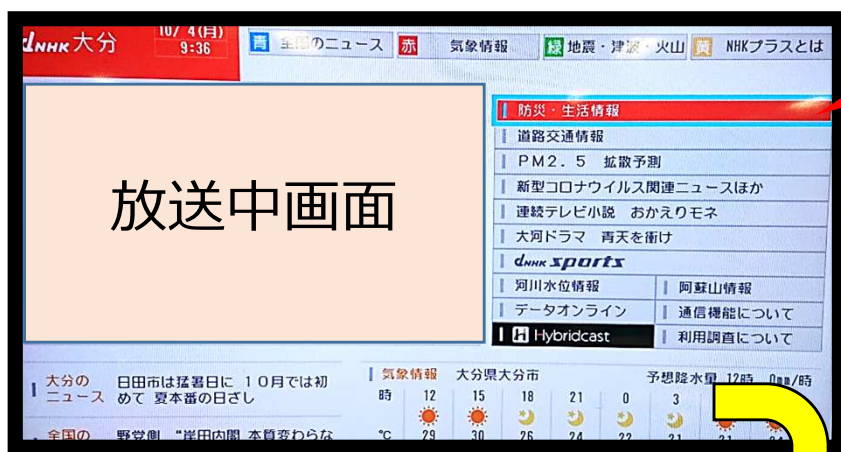 dNHK 大分
10/ 4(月)
9:36
青 全国のニュース 赤 気象情報 緑 地震・津波・火山 黄 NHKプラスとは
放送中画面
防災・生活情報
道路交通情報
PM2.5 拡散予測
新型コロナウイルス関連ニュースほか
連続テレビ小説 おかえりモネ
大河ドラマ 青天を衝け
dNHK sports
河川水位情報 阿蘇山情報
データオンライン 通信機能について
H Hybridcast 利用調査について
大分のニュース 日田市は猛暑日に 10月では初めて 夏本番の日ざし
気象情報 大分県大分市 予想降水量 12時 0mm/時
時 12 15 18 21 0 3
全国の 野党側 “岸田内閣 本質変わらな
℃ 29 30 26 24 22 21 21 24